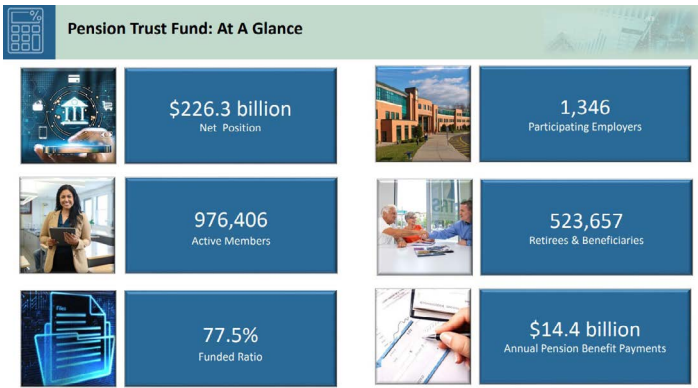 Pension Trust Fund: At A Glance
$226.3 billion
Net Position
1,346
Participating Employers
976,406
Active Members
523,657
Retirees & Beneficiaries
Files
77.5%
Funded Ratio
$14.4 billion
Annual Pension Benefit Payments